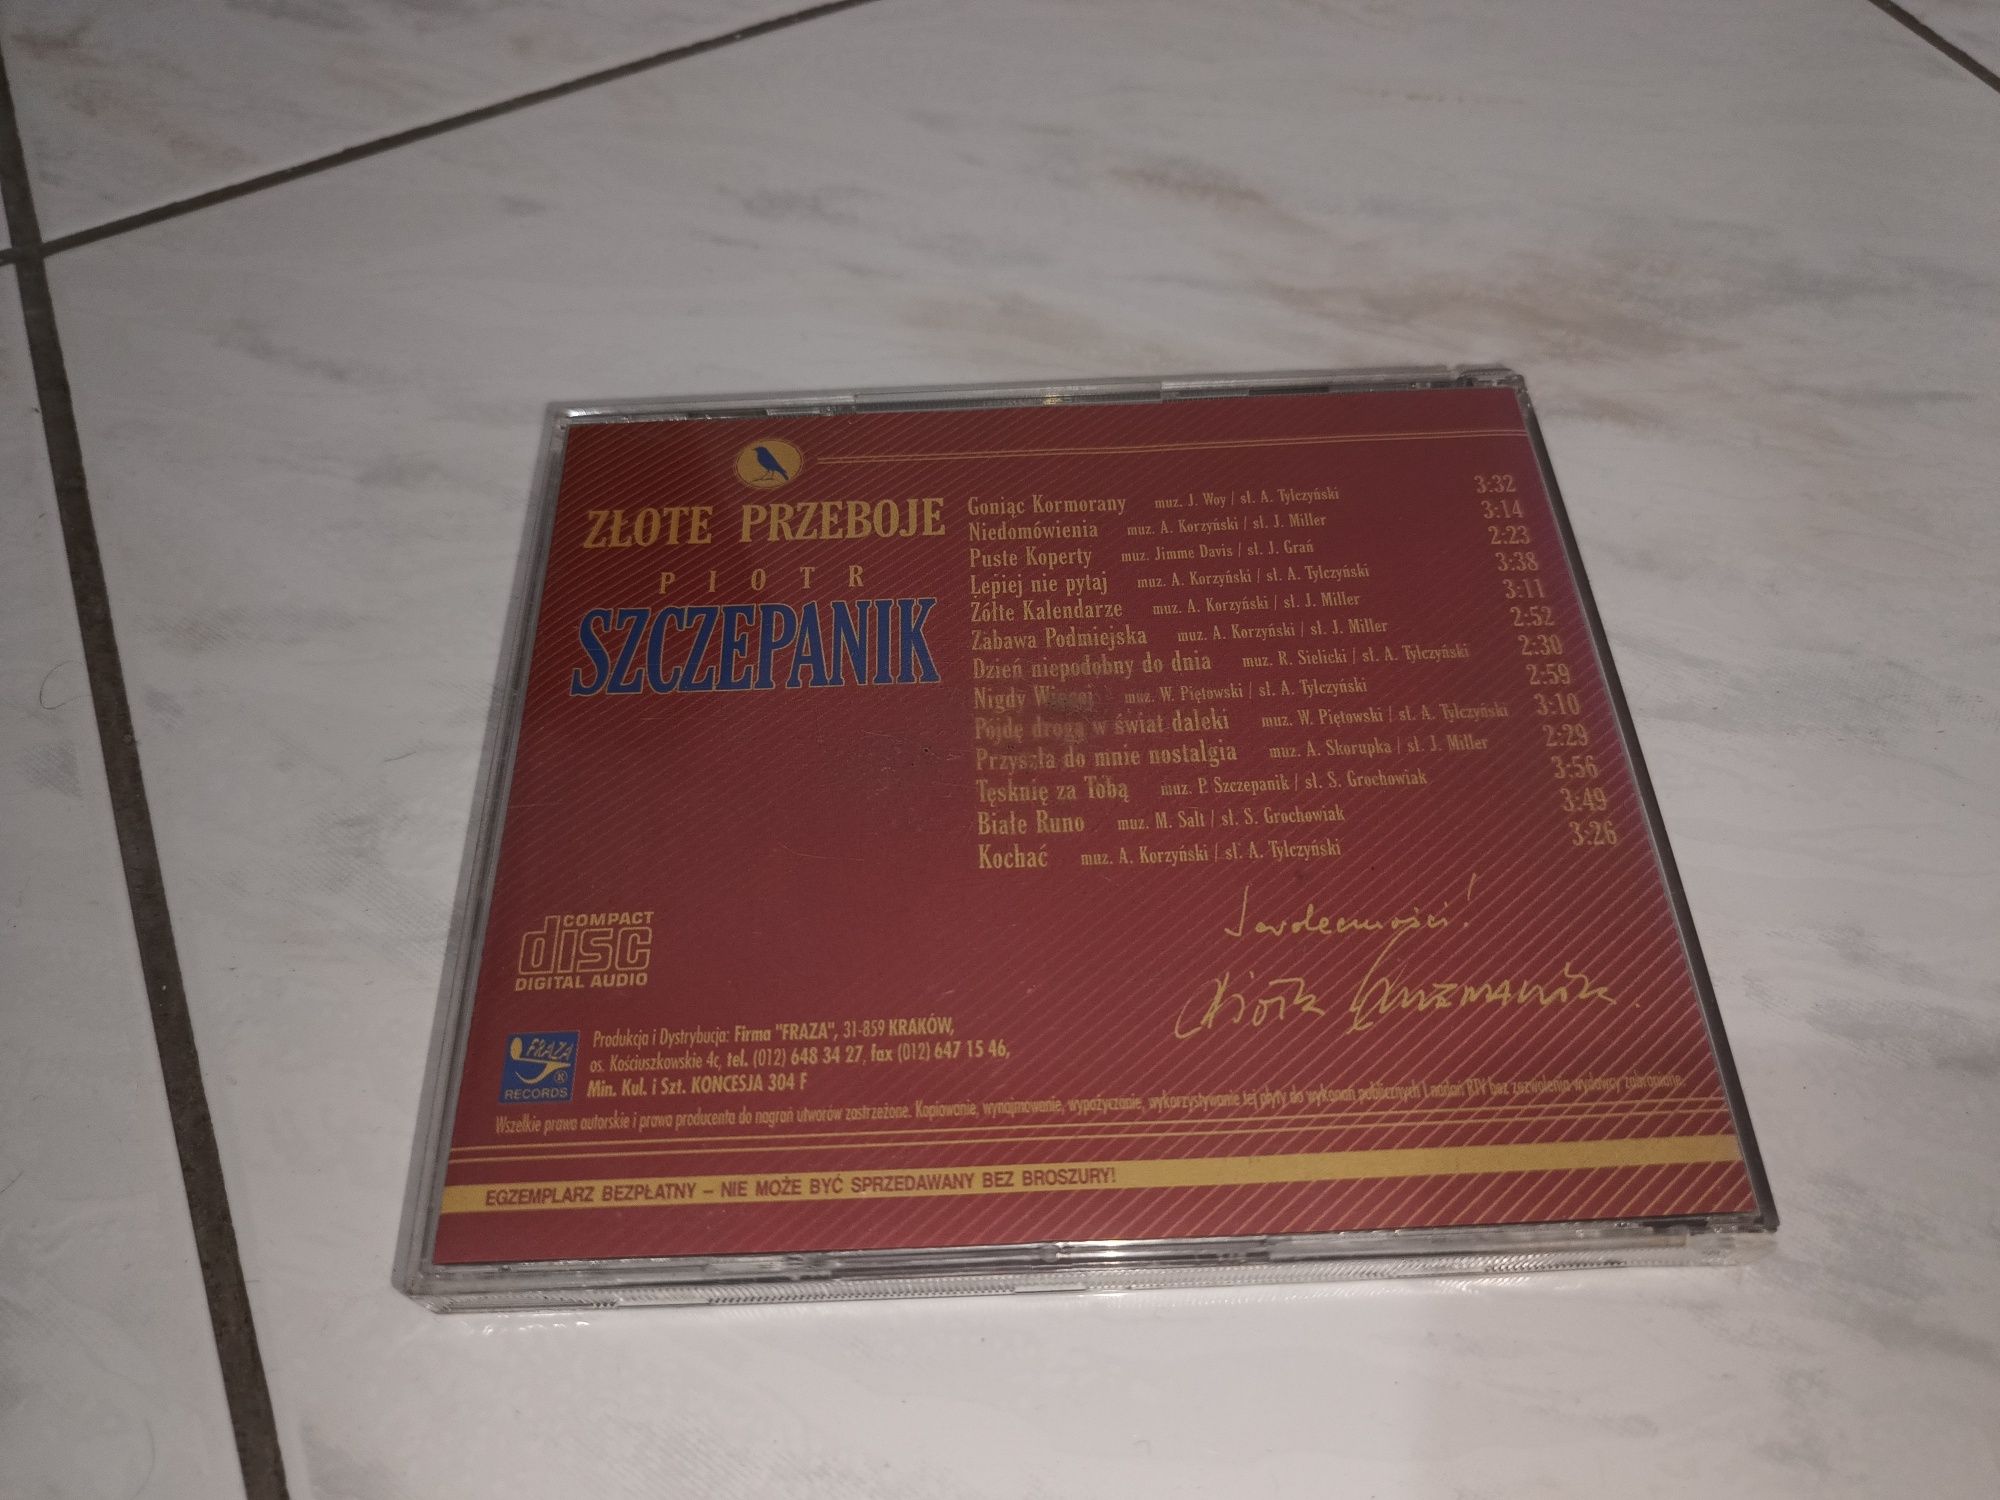 ZŁOTE PRZEBOJE
PIOTR
SZCZEPANIK
Goniąc Kormorany muz. J. Woy / sł. A. Tylczyński 3:32
Niedomówienia muz. A. Korzyński / sł. J. Miller 3:14
Puste Koperty muz. Jimme Davis / sł. J. Grań 2:23
Lepiej nie pytaj muz. A. Korzyński / sł. A. Tylczyński 3:38
Żółte Kalendarze muz. A. Korzyński / sł. J. Miller 3:11
Zabawa Podmiejska muz. A. Korzyński / sł. J. Miller 2:52
Dzień niepodobny do dnia muz. R. Sielicki / sł. A. Tylczyński 2:30
Nigdy Więcej muz. W. Piętowski / sł. A. Tylczyński 2:59
Pójdę drogą w świat daleki muz. W. Piętowski / sł. A. Tylczyński 3:10
Przyszła do mnie nostalgia muz. A. Skorupka / sł. J. Miller 2:29
Tęsknię za Tobą muz. P. Szczepanik / sł. S. Grochowiak 3:56
Białe Runo muz. M. Salt / sł. S. Grochowiak 3:49
Kochać muz. A. Korzyński / sł. A. Tylczyński 3:26
COMPACT
disc
DIGITAL AUDIO
FRAZA
®
RECORDS
Produkcja i Dystrybucja: Firma "FRAZA", 31-859 KRAKÓW,
os. Kościuszkowskie 4c, tel. (012) 648 34 27, fax (012) 647 15 46,
Min. Kul. i Szt. KONCESJA 304 F
Wszelkie prawa autorskie i prawa producenta do nagrań utworów zastrzeżone. Kopiowanie, wynajmowanie, wypożyczanie, wykorzystywanie tej płyty do wykonań publicznych i nadań RTV bez zezwolenia wydawcy zabronione.
EGZEMPLARZ BEZPŁATNY – NIE MOŻE BYĆ SPRZEDAWANY BEZ BROSZURY!